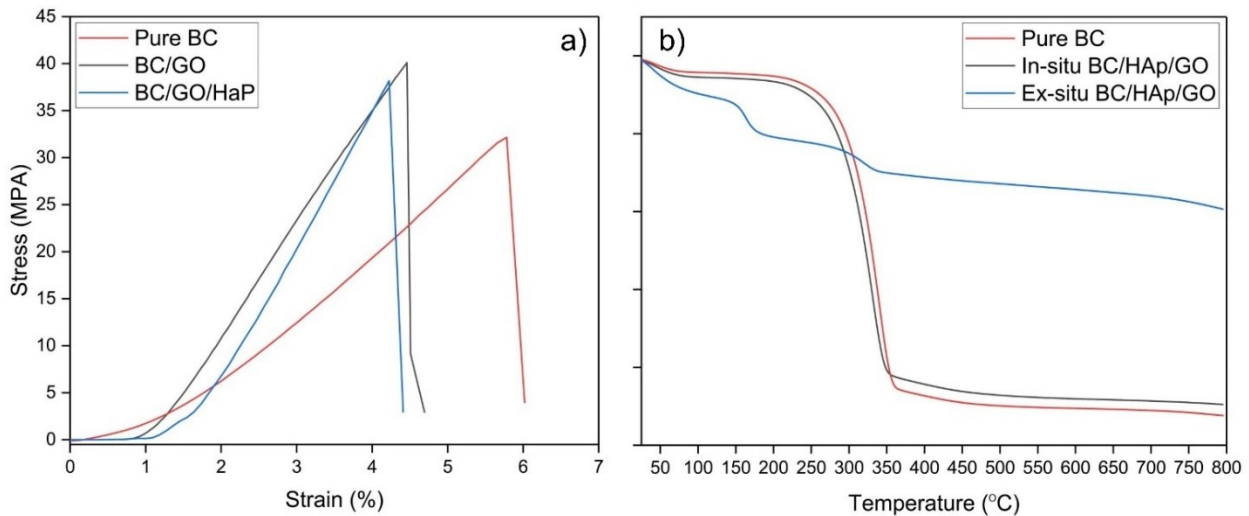 a)
Pure BC
BC/GO
BC/GO/HaP
Stress (MPA)
45
40
35
30
25
20
15
10
5
0
0 1 2 3 4 5 6 7
Strain (%)
b)
Pure BC
In-situ BC/HAp/GO
Ex-situ BC/HAp/GO
50 100 150 200 250 300 350 400 450 500 550 600 650 700 750 800
Temperature (°C)